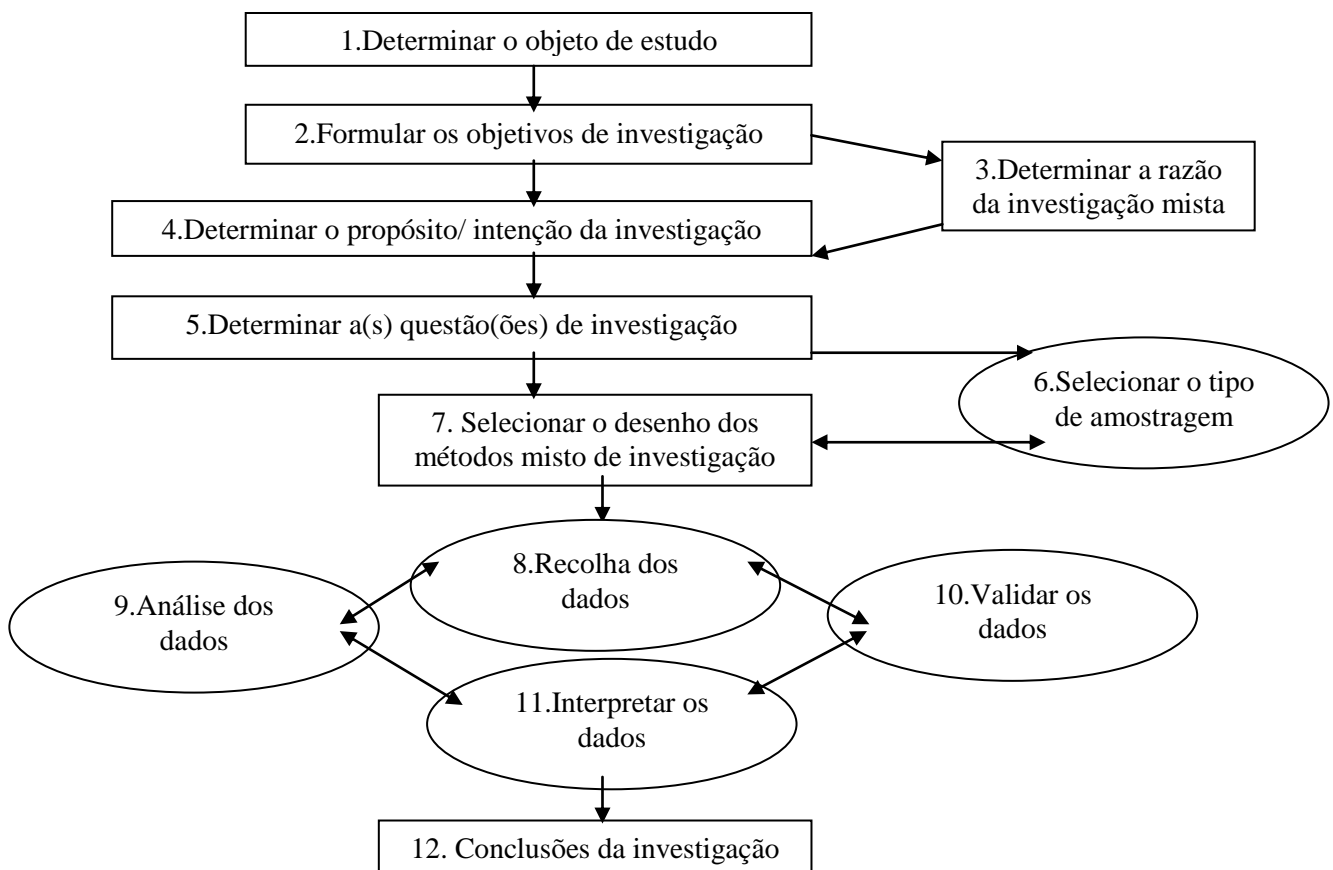 1.Determinar o objeto de estudo
2.Formular os objetivos de investigação
3.Determinar a razão
da investigação mista
4.Determinar o propósito/ intenção da investigação
5.Determinar a(s) questão(ões) de investigação
6.Selecionar o tipo
de amostragem
7. Selecionar o desenho dos
métodos misto de investigação
8.Recolha dos
dados
9.Análise dos
dados
10.Validar os
dados
11.Interpretar os
dados
12. Conclusões da investigação